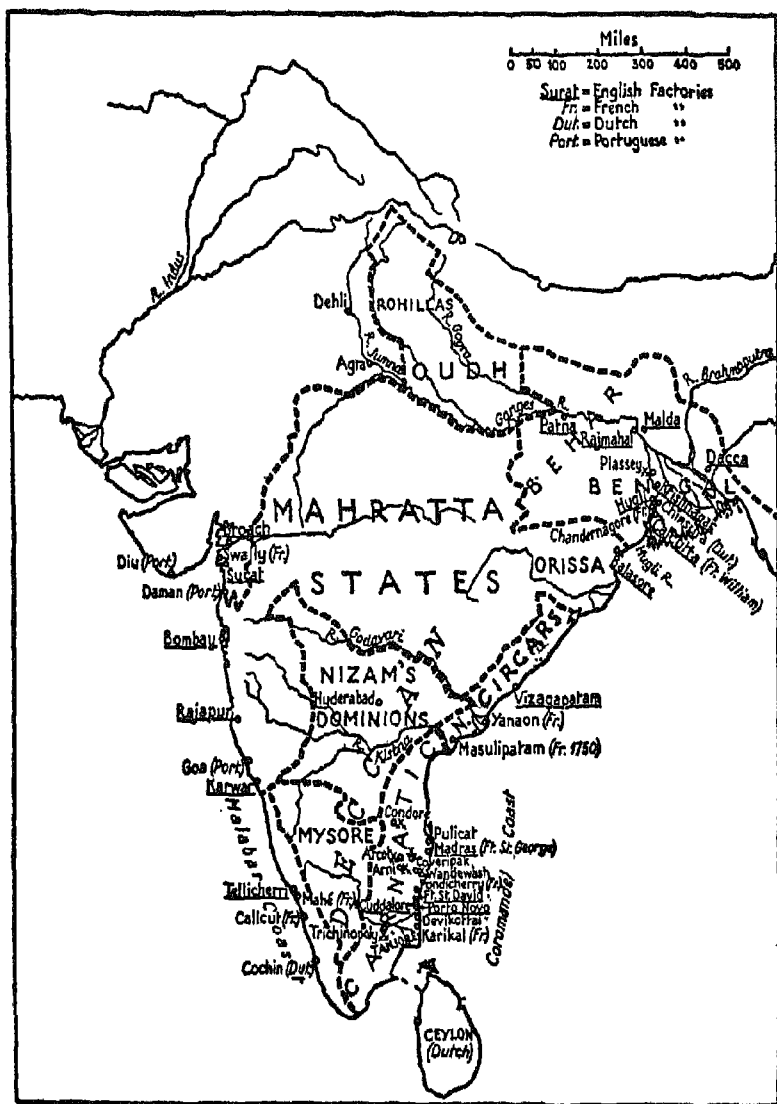 Miles
0 50 100 200 300 400 500
Surat = English Factories
Fr. = French "
Dut. = Dutch "
Port. = Portuguese "
R. Indus
Dehli
ROHILLAS
R. Gogra
R. Jumna
Agra
OUDH
R. Brahmaputra
Ganges R.
BEHAR
Patna
Malda
Rajmahal
Dacca
Plassey
BENGAL
Hugli
Chinsura (Dut.)
Chandernagore (Fr.)
Calcutta (Ft. William)
Hugli R.
MAHRATTA
STATES
Broach
Swally (Fr.)
Diu (Port)
Surat
Daman (Port)
ORISSA
Balasore
Bombay
R. Godavari
NIZAM'S
DOMINIONS
Hyderabad
N. CIRCARS
Vizagapatam
Yanaon (Fr.)
Rajapur
R. Kistna
Masulipatam (Fr. 1750)
Goa (Port)
Karwar
DECCAN
Malabar Coast
MYSORE
CARNATIC
Condore
Pulicat
Madras (Ft. St. George)
Coromandel Coast
Arcot
Arni
Coveripak
Wandewash
Pondicherry (Fr.)
Ft. St. David
Cuddalore
Porto Novo
Devikottai
Karikal (Fr)
Tellicherri
Mahé (Fr.)
Calicut (Fr)
Trichinopoly
Cochin (Dut)
CEYLON
(Dutch)